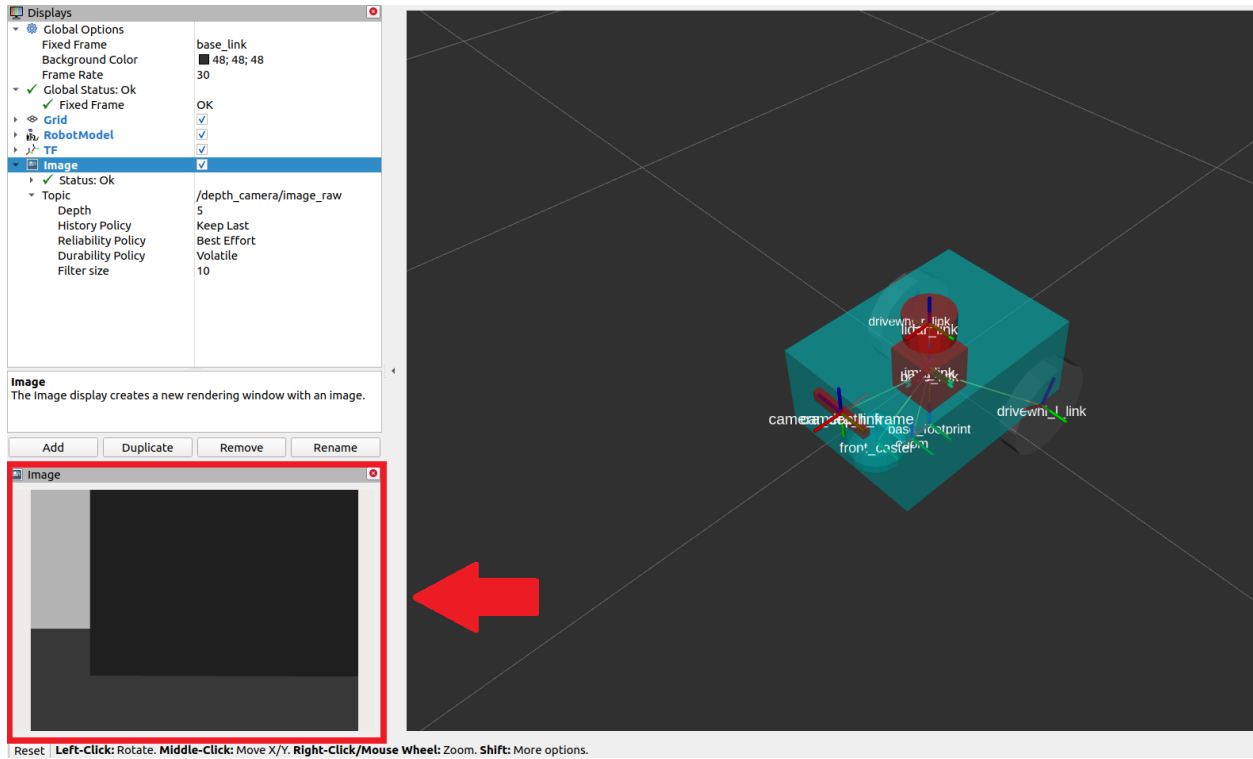 Displays
Global Options
Fixed Frame base_link
Background Color 48; 48; 48
Frame Rate 30
Global Status: Ok
Fixed Frame OK
Grid
RobotModel
TF
Image
Status: Ok
Topic /depth_camera/image_raw
Depth 5
History Policy Keep Last
Reliability Policy Best Effort
Durability Policy Volatile
Filter size 10
Image
The Image display creates a new rendering window with an image.
Add Duplicate Remove Rename
Image
lidar_link
drivewhl_l_link
front_caster
Reset Left-Click: Rotate. Middle-Click: Move X/Y. Right-Click/Mouse Wheel: Zoom. Shift: More options.